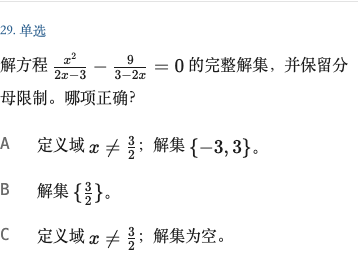 29. 单选
解方程 $\frac{x^2}{2x-3} - \frac{9}{3-2x} = 0$ 的完整解集，并保留分
母限制。哪项正确?
A 定义域 $x \neq \frac{3}{2}$；解集 $\{-3, 3\}$。
B 解集 $\{\frac{3}{2}\}$。
C 定义域 $x \neq \frac{3}{2}$；解集为空。